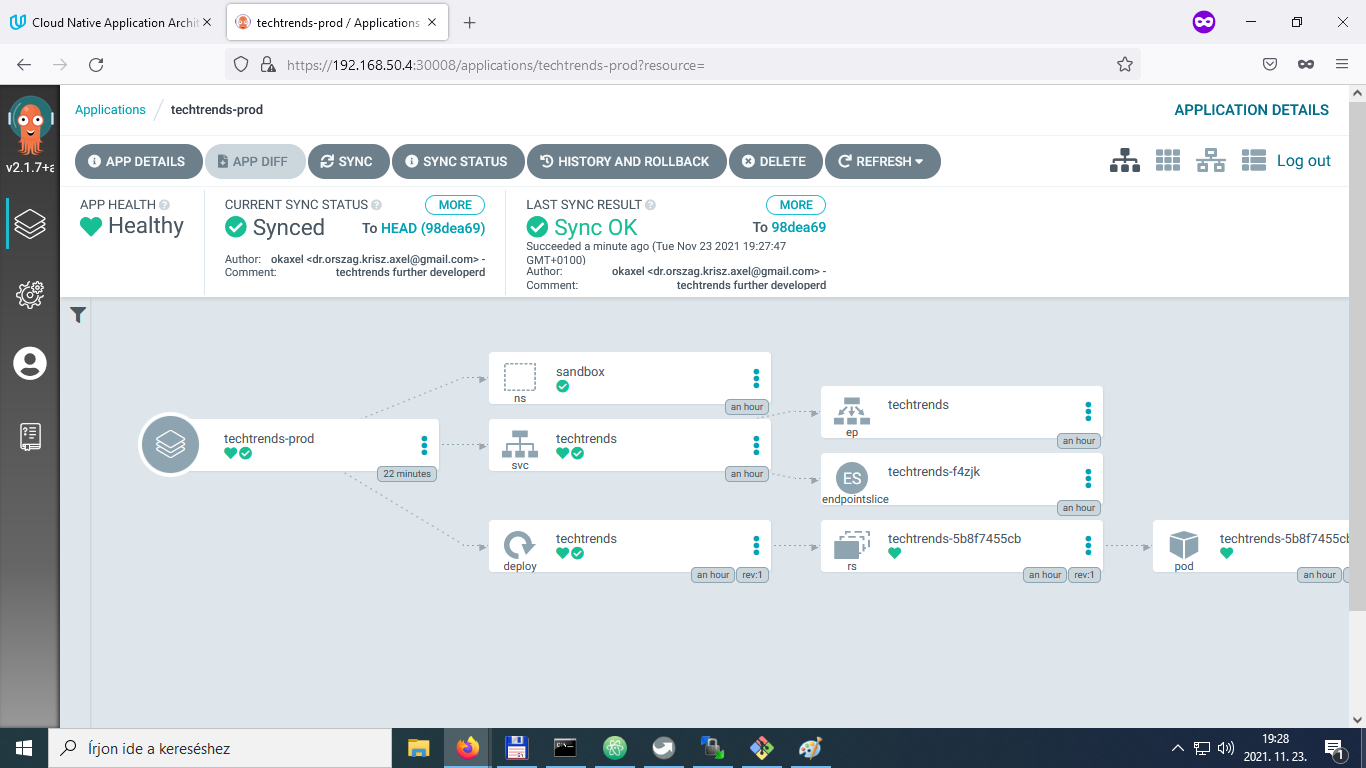 Cloud Native Application Archit
techtrends-prod / Applications
https://192.168.50.4:30008/applications/techtrends-prod?resource=
v2.1.7+a
Applications
techtrends-prod
APPLICATION DETAILS
APP DETAILS
APP DIFF
SYNC
SYNC STATUS
HISTORY AND ROLLBACK
DELETE
REFRESH
Log out
APP HEALTH
Healthy
CURRENT SYNC STATUS
MORE
Synced
To HEAD (98dea69)
Author: okaxel <dr.orszag.krisz.axel@gmail.com> -
Comment: techtrends further developerd
LAST SYNC RESULT
MORE
Sync OK
To 98dea69
Succeeded a minute ago (Tue Nov 23 2021 19:27:47
GMT+0100)
Author: okaxel <dr.orszag.krisz.axel@gmail.com> -
Comment: techtrends further developerd
techtrends-prod
22 minutes
sandbox
ns
an hour
techtrends
svc
an hour
techtrends
deploy
an hour
rev:1
techtrends
ep
an hour
ES
techtrends-f4zjk
endpointslice
an hour
techtrends-5b8f7455cb
rs
an hour
rev:1
techtrends-5b8f7455cb
pod
an hour
Írjon ide a kereséshez
19:28
2021. 11. 23.
1